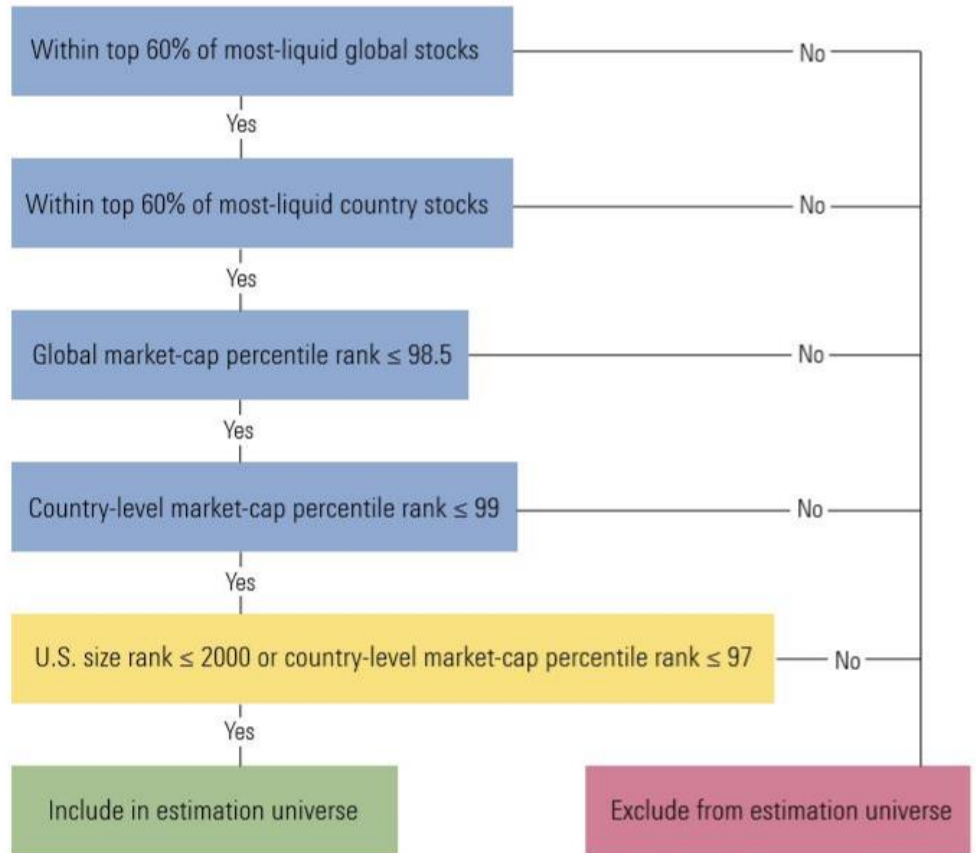 Within top 60% of most-liquid global stocks
No
Yes
Within top 60% of most-liquid country stocks
No
Yes
Global market-cap percentile rank ≤ 98.5
No
Yes
Country-level market-cap percentile rank ≤ 99
No
Yes
U.S. size rank ≤ 2000 or country-level market-cap percentile rank ≤ 97
No
Yes
Include in estimation universe
Exclude from estimation universe